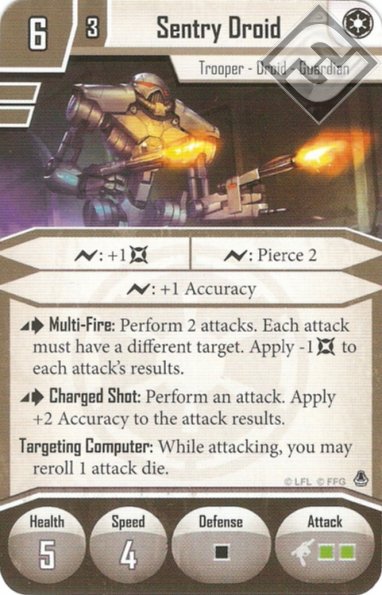 6
3
Sentry Droid
Trooper - Droid - Guardian
: +1
: Pierce 2
: +1 Accuracy
Multi-Fire: Perform 2 attacks. Each attack
must have a different target. Apply -1 to
each attack's results.
Charged Shot: Perform an attack. Apply
+2 Accuracy to the attack results.
Targeting Computer: While attacking, you may
reroll 1 attack die.
© LFL © FFG
Health
Speed
Defense
Attack
5
4